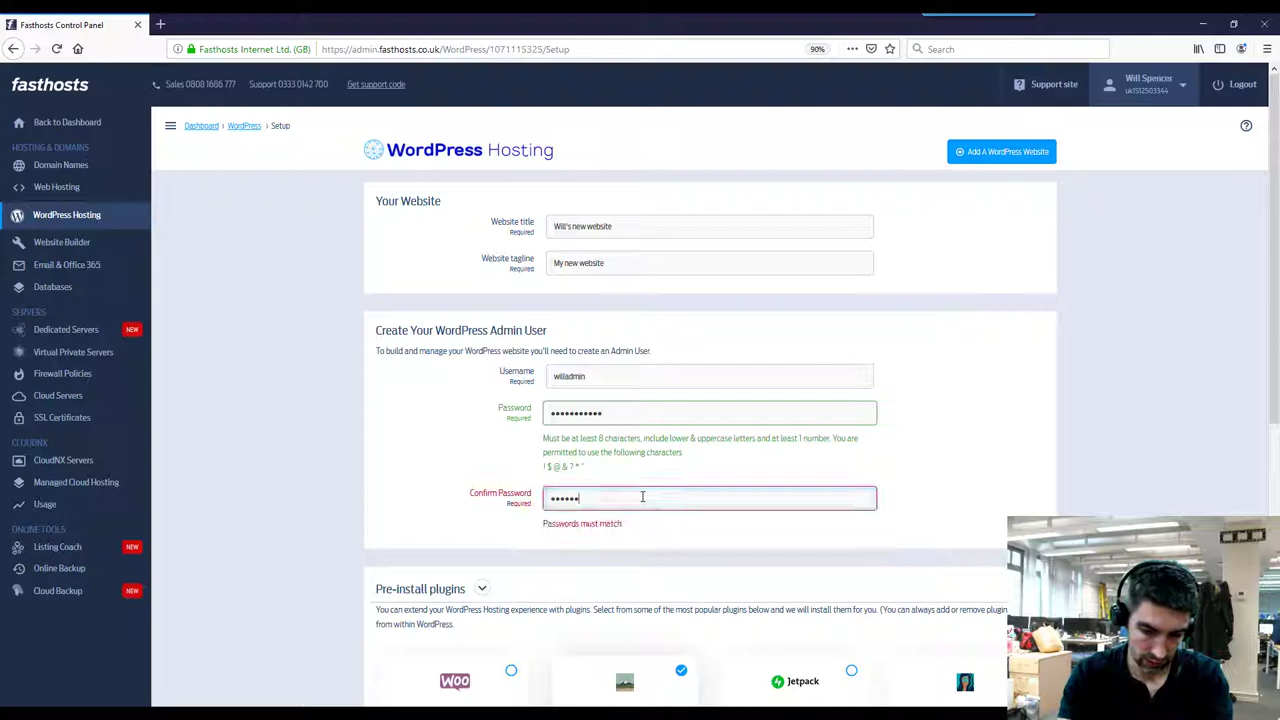 Fasthosts Control Panel
Fasthosts Internet Ltd. (GB)
https://admin.fasthosts.co.uk/WordPress/1071115325/Setup
90%
Search
fasthosts
Sales 0808 1686 777
Support 0333 0142 700
Get support code
Support site
Will Spencer
uk1512503344
Logout
Back to Dashboard
HOSTING & DOMAINS
Domain Names
Web Hosting
WordPress Hosting
Website Builder
Email & Office 365
Databases
SERVERS
Dedicated Servers NEW
Virtual Private Servers
Firewall Policies
Cloud Servers
SSL Certificates
CLOUDNX
CloudNX Servers
Managed Cloud Hosting
Usage
ONLINETOOLS
Listing Coach NEW
Online Backup
Cloud Backup NEW
Dashboard › WordPress › Setup
WordPress Hosting
Add A WordPress Website
Your Website
Website title
Required
Will's new website
Website tagline
Required
My new website
Create Your WordPress Admin User
To build and manage your WordPress website you'll need to create an Admin User.
Username
Required
willadmin
Password
Required
•••••••••••
Must be at least 8 characters, include lower & uppercase letters and at least 1 number. You are
permitted to use the following characters
! $ @ & ? * ^
Confirm Password
Required
••••••
Passwords must match
Pre-install plugins
You can extend your WordPress Hosting experience with plugins. Select from some of the most popular plugins below and we will install them for you. (You can always add or remove plugin
from within WordPress.
WOO
Jetpack